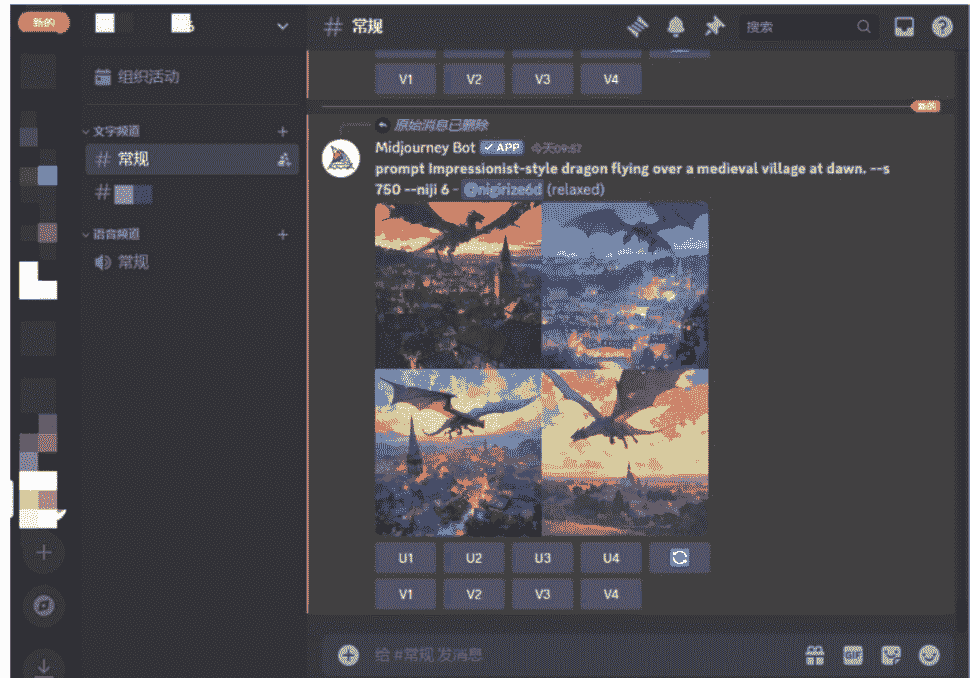 新的
# 常规
搜索
组织活动
文字频道
# 常规
#
语音频道
常规
V1 V2 V3 V4
新的
原始消息已删除
Midjourney Bot ✓ APP 今天09:57
prompt Impressionist-style dragon flying over a medieval village at dawn. --s
750 --niji 6 - @nigirize6d (relaxed)
U1 U2 U3 U4
V1 V2 V3 V4
给 #常规 发消息
GIF